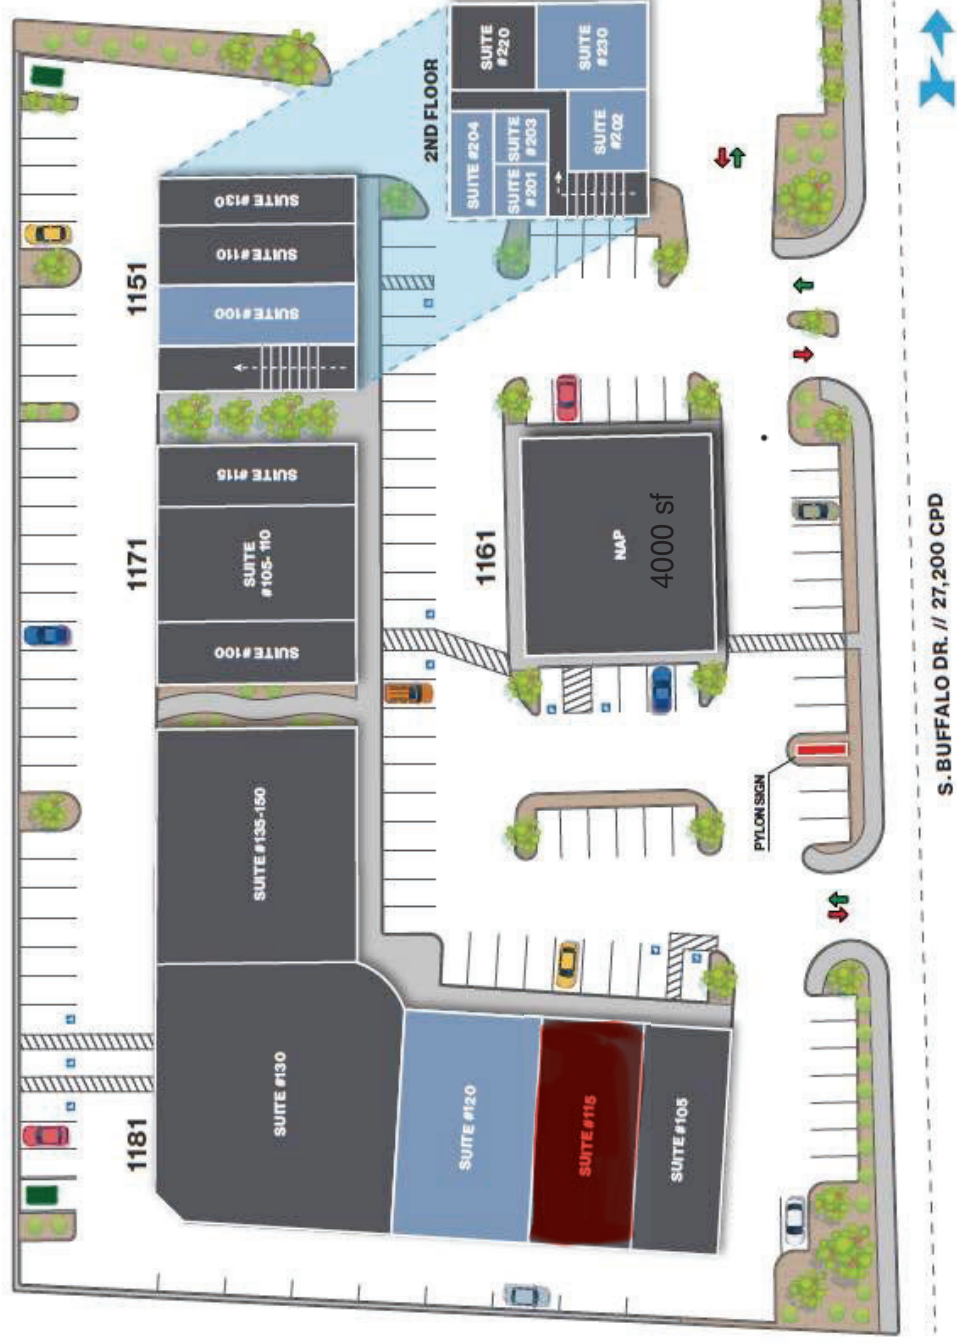 2ND FLOOR
SUITE
#220
SUITE
#230
SUITE #204
SUITE
#203
SUITE
#201
SUITE
#202
1151
SUITE #130
SUITE #110
SUITE #100
1171
SUITE #115
SUITE
#105- 110
SUITE #100
1161
NAP
4000 sf
1181
SUITE #135-150
SUITE #130
SUITE #120
SUITE #115
SUITE #105
PYLON SIGN
S. BUFFALO DR. // 27,200 CPD